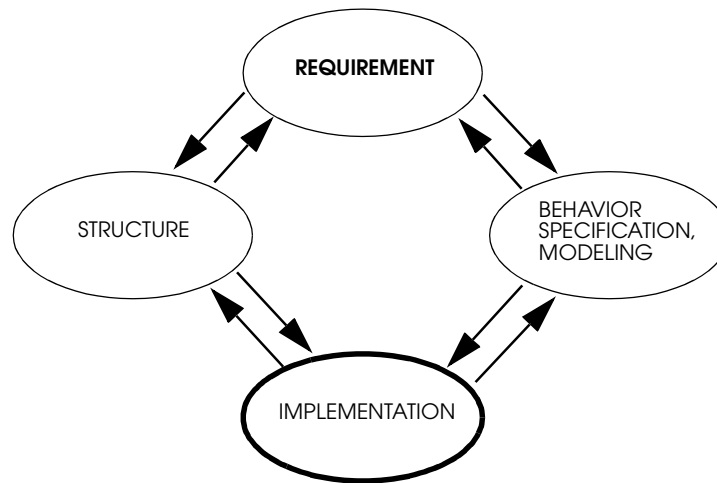 REQUIREMENT
STRUCTURE
BEHAVIOR
SPECIFICATION,
MODELING
IMPLEMENTATION